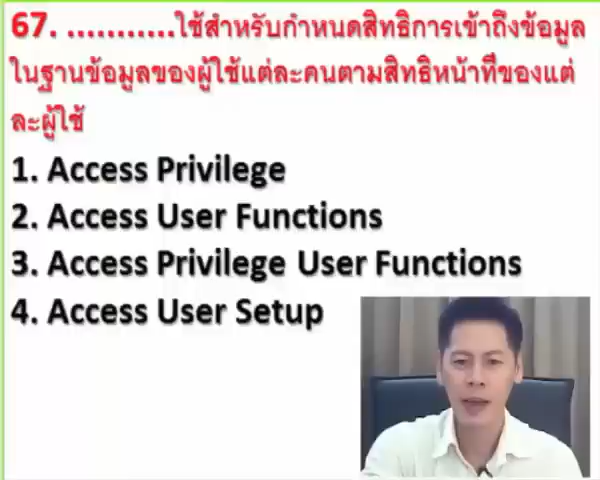 67. ...........ใช้สำหรับกำหนดสิทธิการเข้าถึงข้อมูล
ในฐานข้อมูลของผู้ใช้แต่ละคนตามสิทธิหน้าที่ของแต่
ละผู้ใช้
1. Access Privilege
2. Access User Functions
3. Access Privilege User Functions
4. Access User Setup